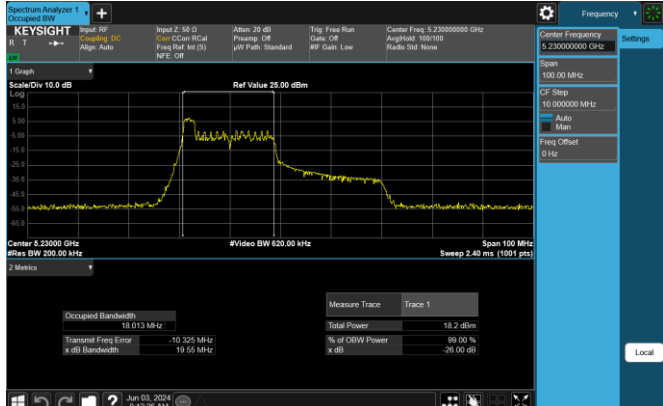 Spectrum Analyzer 1
Occupied BW
Frequency
KEYSIGHT
R T
Input: RF
Coupling: DC
Align: Auto
Input Z: 50 Ω
Corr CCorr RCal
Freq Ref: Int (S)
NFE: Off
Atten: 20 dB
Preamp: Off
µW Path: Standard
Trig: Free Run
Gate: Off
#IF Gain: Low
Center Freq: 5.230000000 GHz
Avg|Hold: 100/100
Radio Std: None
Center Frequency
5.230000000 GHz
Settings
Span
100.00 MHz
CF Step
10.000000 MHz
Auto
Man
Freq Offset
0 Hz
1 Graph
Scale/Div 10.0 dB
Ref Value 25.00 dBm
Log
15.0
5.00
-5.00
-15.0
-25.0
-35.0
-45.0
-55.0
-65.0
Center 5.23000 GHz
#Res BW 200.00 kHz
#Video BW 620.00 kHz
Span 100 MHz
Sweep 2.40 ms (1001 pts)
2 Metrics
Measure Trace
Trace 1
Occupied Bandwidth
18.013 MHz
Total Power
18.2 dBm
Transmit Freq Error
-10.325 MHz
% of OBW Power
99.00 %
x dB Bandwidth
19.55 MHz
x dB
-26.00 dB
Local
Jun 03, 2024